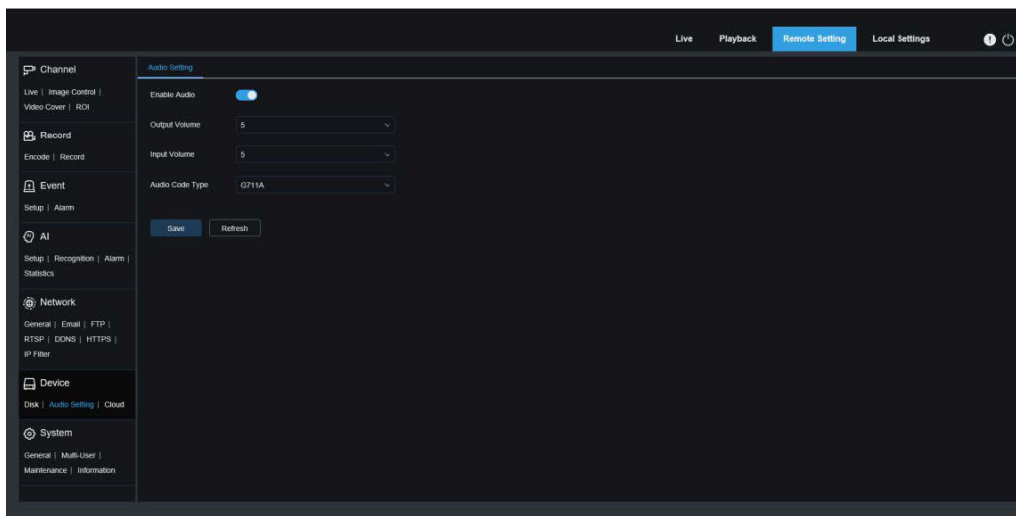 Live Playback Remote Setting Local Settings
Channel
Live | Image Control |
Video Cover | ROI
Record
Encode | Record
Event
Setup | Alarm
AI
Setup | Recognition | Alarm |
Statistics
Network
General | Email | FTP |
RTSP | DDNS | HTTPS |
IP Filter
Device
Disk | Audio Setting | Cloud
System
General | Multi-User |
Maintenance | Information
Audio Setting
Enable Audio
Output Volume 5
Input Volume 5
Audio Code Type G711A
Save Refresh